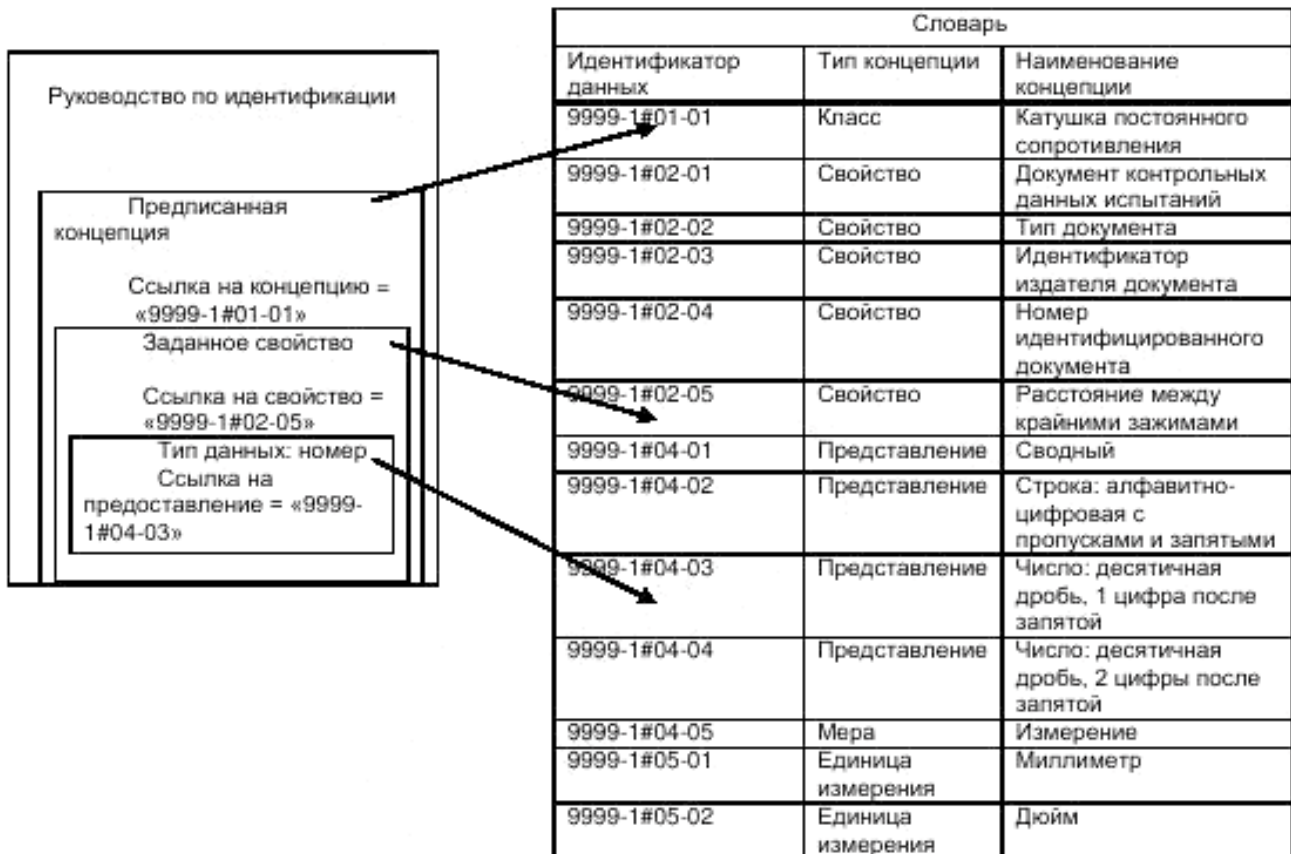 Руководство по идентификации
Предписанная
концепция
Ссылка на концепцию =
«9999-1#01-01»
Заданное свойство
Ссылка на свойство =
«9999-1#02-05»
Тип данных: номер
Ссылка на
предоставление = «9999-
1#04-03»
Словарь
Идентификатор
данных
Тип концепции
Наименование
концепции
9999-1#01-01
Класс
Катушка постоянного
сопротивления
9999-1#02-01
Свойство
Документ контрольных
данных испытаний
9999-1#02-02
Свойство
Тип документа
9999-1#02-03
Свойство
Идентификатор
издателя документа
9999-1#02-04
Свойство
Номер
идентифицированного
документа
9999-1#02-05
Свойство
Расстояние между
крайними зажимами
9999-1#04-01
Представление
Сводный
9999-1#04-02
Представление
Строка: алфавитно-
цифровая с
пропусками и запятыми
9999-1#04-03
Представление
Число: десятичная
дробь, 1 цифра после
запятой
9999-1#04-04
Представление
Число: десятичная
дробь, 2 цифры после
запятой
9999-1#04-05
Мера
Измерение
9999-1#05-01
Единица
измерения
Миллиметр
9999-1#05-02
Единица
измерения
Дюйм